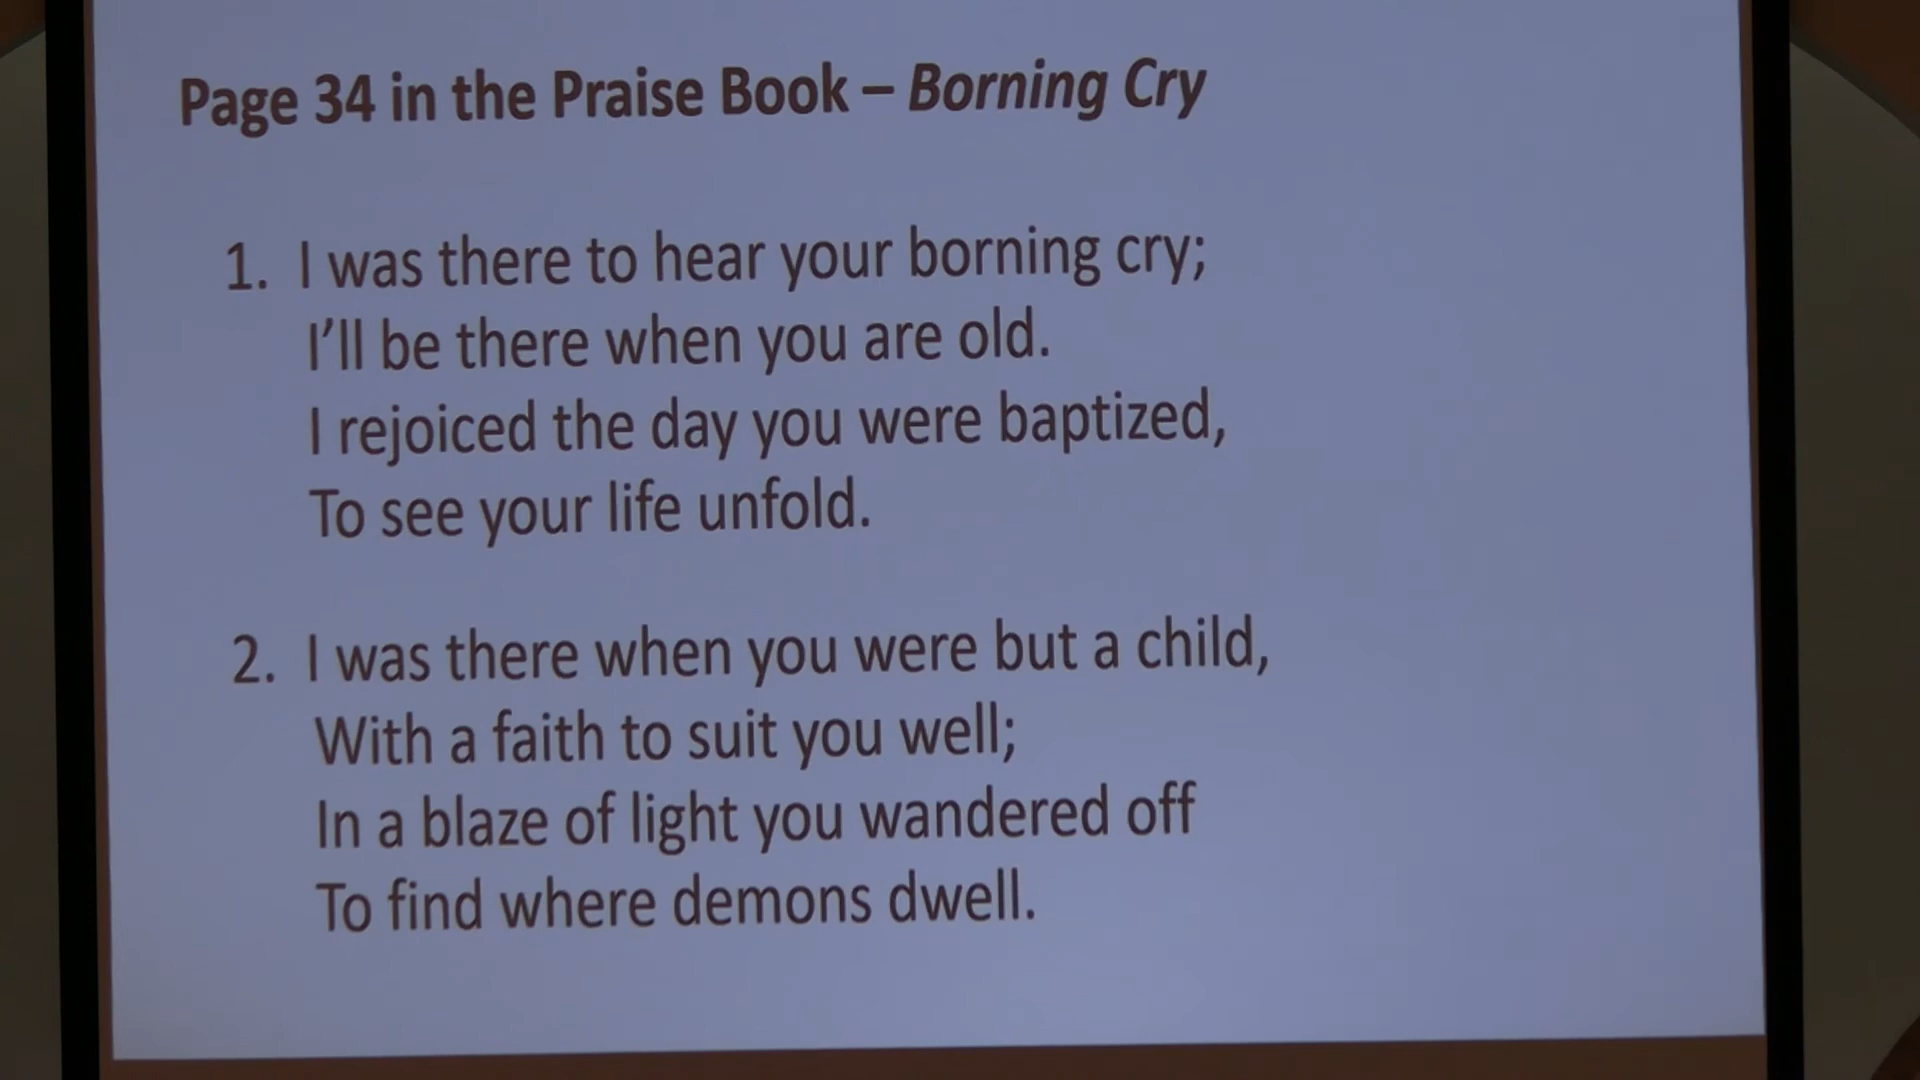 Page 34 in the Praise Book – Borning Cry
1. I was there to hear your borning cry;
I’ll be there when you are old.
I rejoiced the day you were baptized,
To see your life unfold.
2. I was there when you were but a child,
With a faith to suit you well;
In a blaze of light you wandered off
To find where demons dwell.